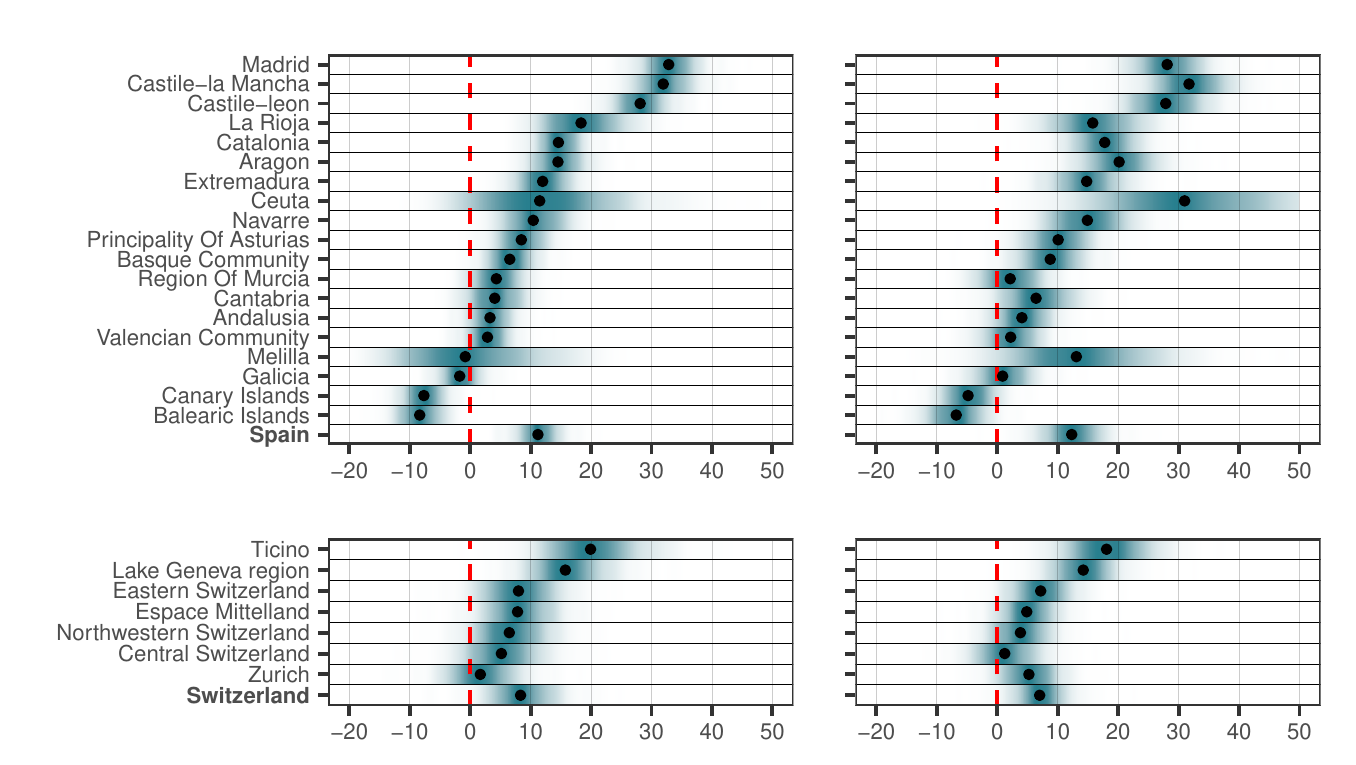 Madrid
Castile−la Mancha
Castile−leon
La Rioja
Catalonia
Aragon
Extremadura
Ceuta
Navarre
Principality Of Asturias
Basque Community
Region Of Murcia
Cantabria
Andalusia
Valencian Community
Melilla
Galicia
Canary Islands
Balearic Islands
Spain
−20 −10 0 10 20 30 40 50
−20 −10 0 10 20 30 40 50
Ticino
Lake Geneva region
Eastern Switzerland
Espace Mittelland
Northwestern Switzerland
Central Switzerland
Zurich
Switzerland
−20 −10 0 10 20 30 40 50
−20 −10 0 10 20 30 40 50